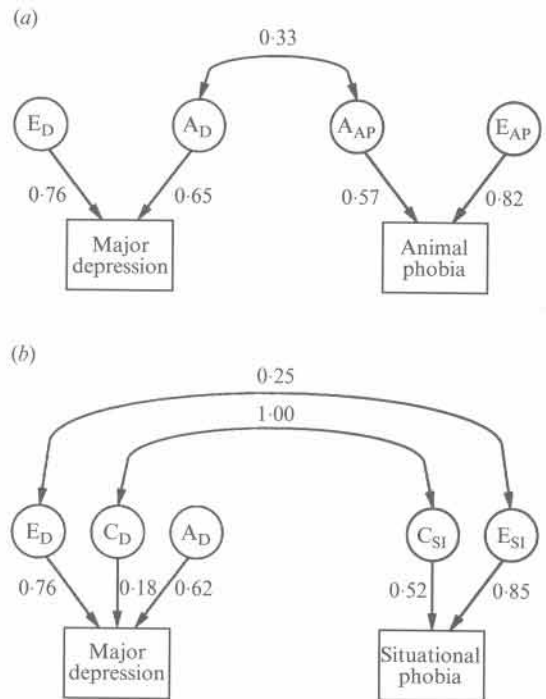 (a)
0·33
E_D A_D A_AP E_AP
0·76 0·65 0·57 0·82
Major
depression
Animal
phobia
(b)
0·25
1·00
E_D C_D A_D C_SI E_SI
0·76 0·18 0·62 0·52 0·85
Major
depression
Situational
phobia